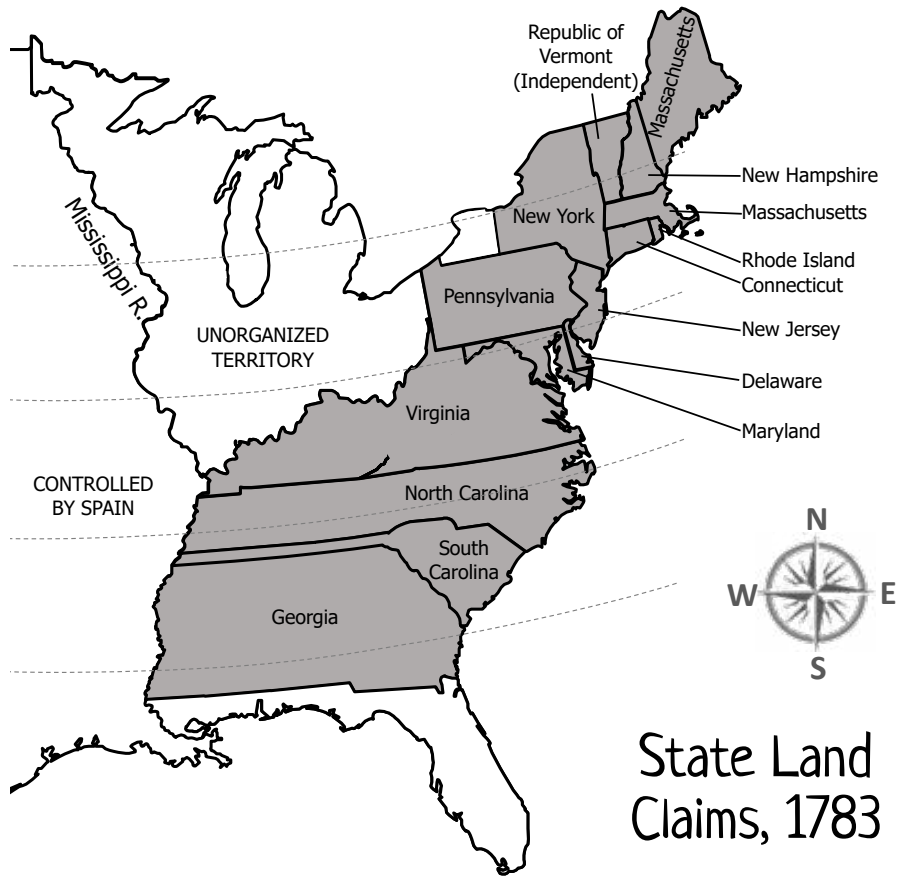 Republic of
Vermont
(Independent)
Massachusetts
New Hampshire
Massachusetts
Rhode Island
Connecticut
New York
Pennsylvania
New Jersey
Delaware
Maryland
Mississippi R.
UNORGANIZED
TERRITORY
Virginia
CONTROLLED
BY SPAIN
North Carolina
South
Carolina
Georgia
N
W
E
S
State Land
Claims, 1783